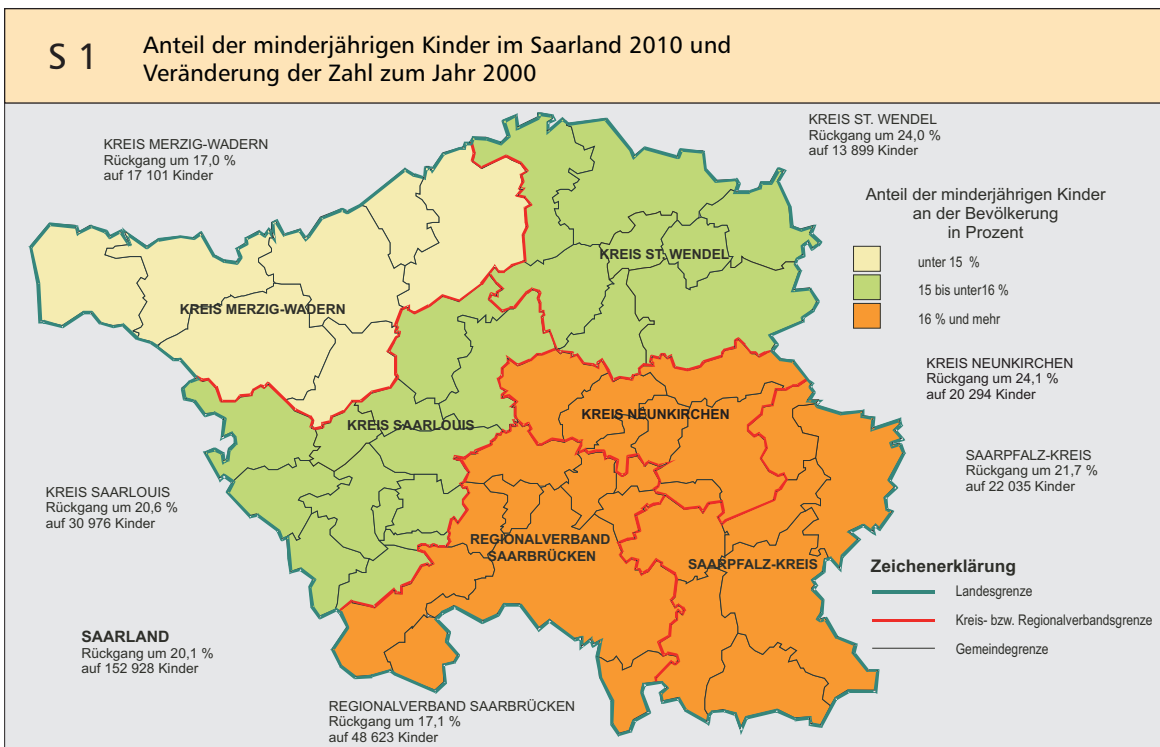 S 1
Anteil der minderjährigen Kinder im Saarland 2010 und
Veränderung der Zahl zum Jahr 2000
KREIS MERZIG-WADERN
Rückgang um 17,0 %
auf 17 101 Kinder
KREIS ST. WENDEL
Rückgang um 24,0 %
auf 13 899 Kinder
Anteil der minderjährigen Kinder
an der Bevölkerung
in Prozent
unter 15 %
15 bis unter16 %
16 % und mehr
KREIS ST. WENDEL
KREIS MERZIG-WADERN
KREIS NEUNKIRCHEN
Rückgang um 24,1 %
auf 20 294 Kinder
KREIS NEUNKIRCHEN
KREIS SAARLOUIS
SAARPFALZ-KREIS
Rückgang um 21,7 %
auf 22 035 Kinder
KREIS SAARLOUIS
Rückgang um 20,6 %
auf 30 976 Kinder
REGIONALVERBAND
SAARBRÜCKEN
SAARPFALZ-KREIS
Zeichenerklärung
Landesgrenze
Kreis- bzw. Regionalverbandsgrenze
Gemeindegrenze
SAARLAND
Rückgang um 20,1 %
auf 152 928 Kinder
REGIONALVERBAND SAARBRÜCKEN
Rückgang um 17,1 %
auf 48 623 Kinder